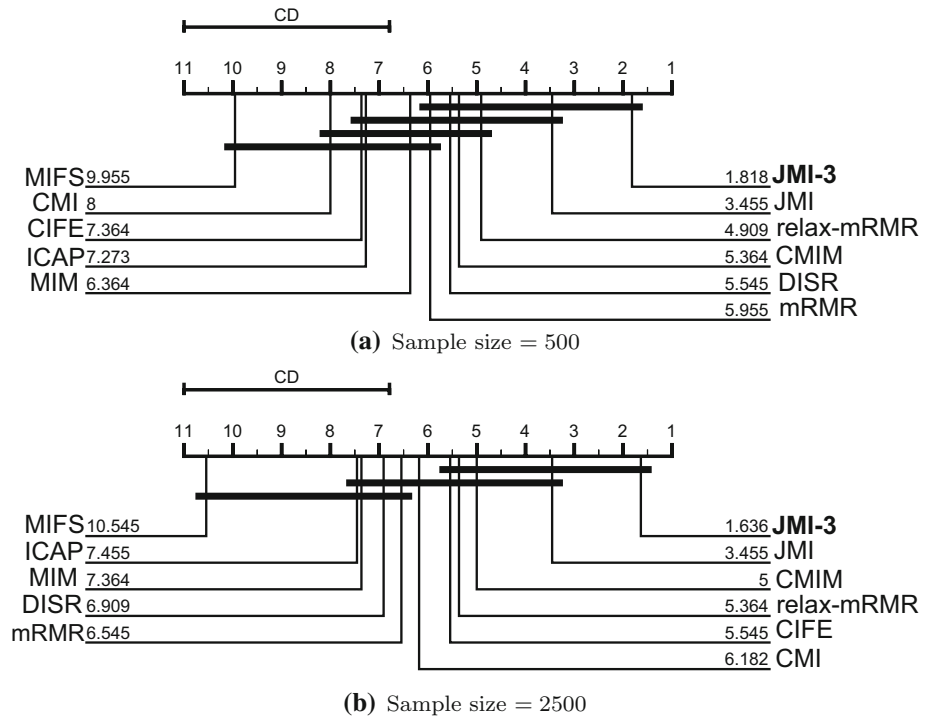 CD
11 10 9 8 7 6 5 4 3 2 1
MIFS 9.955 1.818 JMI-3
CMI 8 3.455 JMI
CIFE 7.364 4.909 relax-mRMR
ICAP 7.273 5.364 CMIM
MIM 6.364 5.545 DISR
5.955 mRMR
(a) Sample size = 500
CD
11 10 9 8 7 6 5 4 3 2 1
MIFS 10.545 1.636 JMI-3
ICAP 7.455 3.455 JMI
MIM 7.364 5 CMIM
DISR 6.909 5.364 relax-mRMR
mRMR 6.545 5.545 CIFE
6.182 CMI
(b) Sample size = 2500